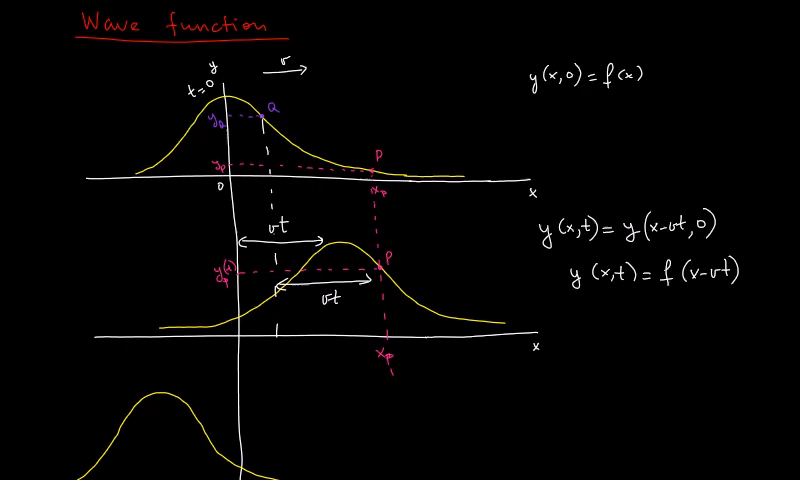 Wave function
y
v
t=0
y(x,0) = f(x)
y_Q
Q
y_P
P
0
x_P
x
vt
y(x,t) = y(x-vt,0)
y_P(t)
P
y(x,t) = f(x-vt)
vt
x_P
x